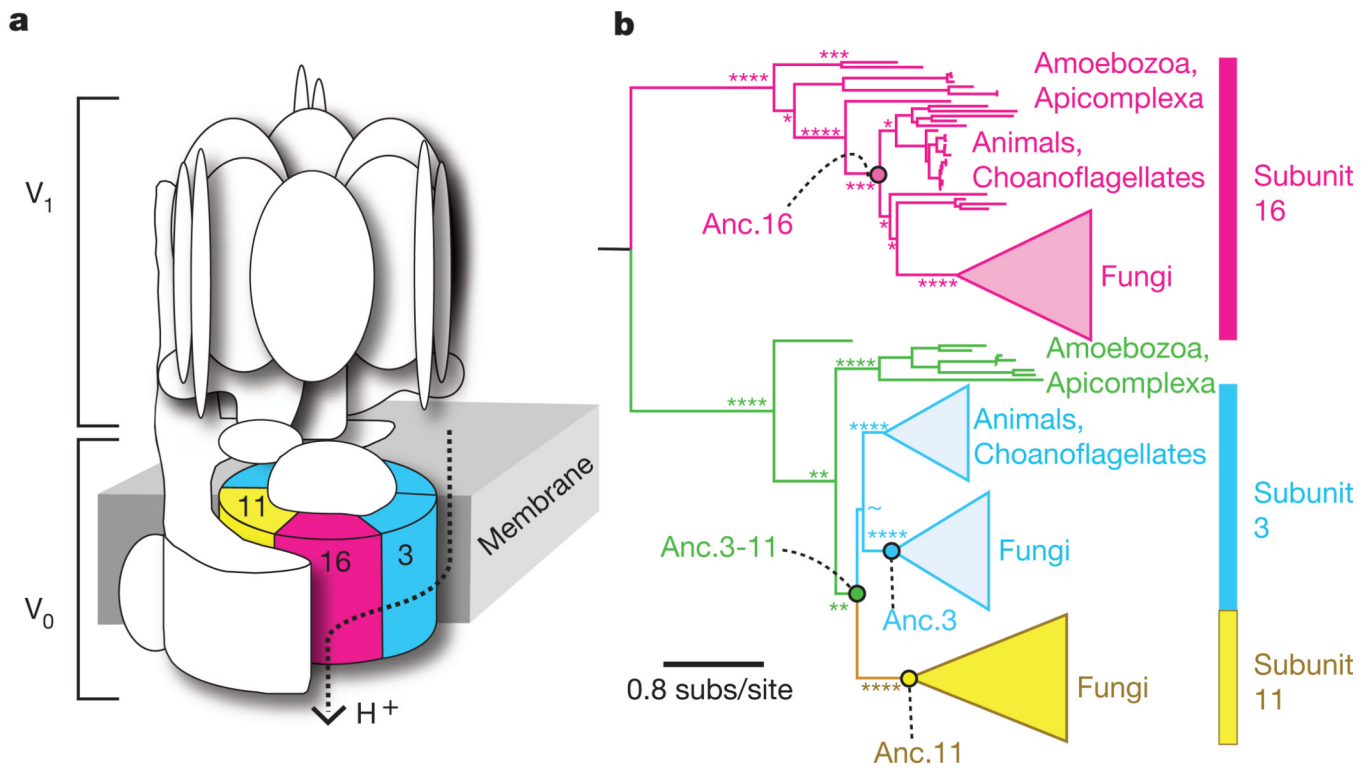 a
V1
V0
11
16
3
Membrane
H+
b
****
***
*
****
*
***
*
*
****
Anc.16
Amoebozoa,
Apicomplexa
Animals,
Choanoflagellates
Fungi
Subunit
16
****
****
**
****
~
****
**
****
Amoebozoa,
Apicomplexa
Animals,
Choanoflagellates
Anc.3-11
Fungi
Anc.3
Subunit
3
0.8 subs/site
Fungi
Anc.11
Subunit
11